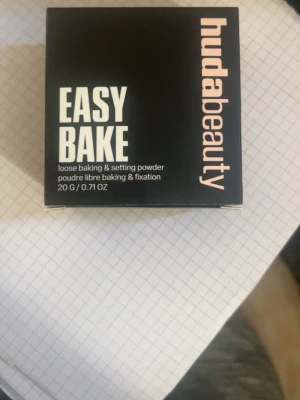 EASY
BAKE
loose baking & setting powder
poudre libre baking & fixation
20 G / 0.71 OZ
hudabeauty